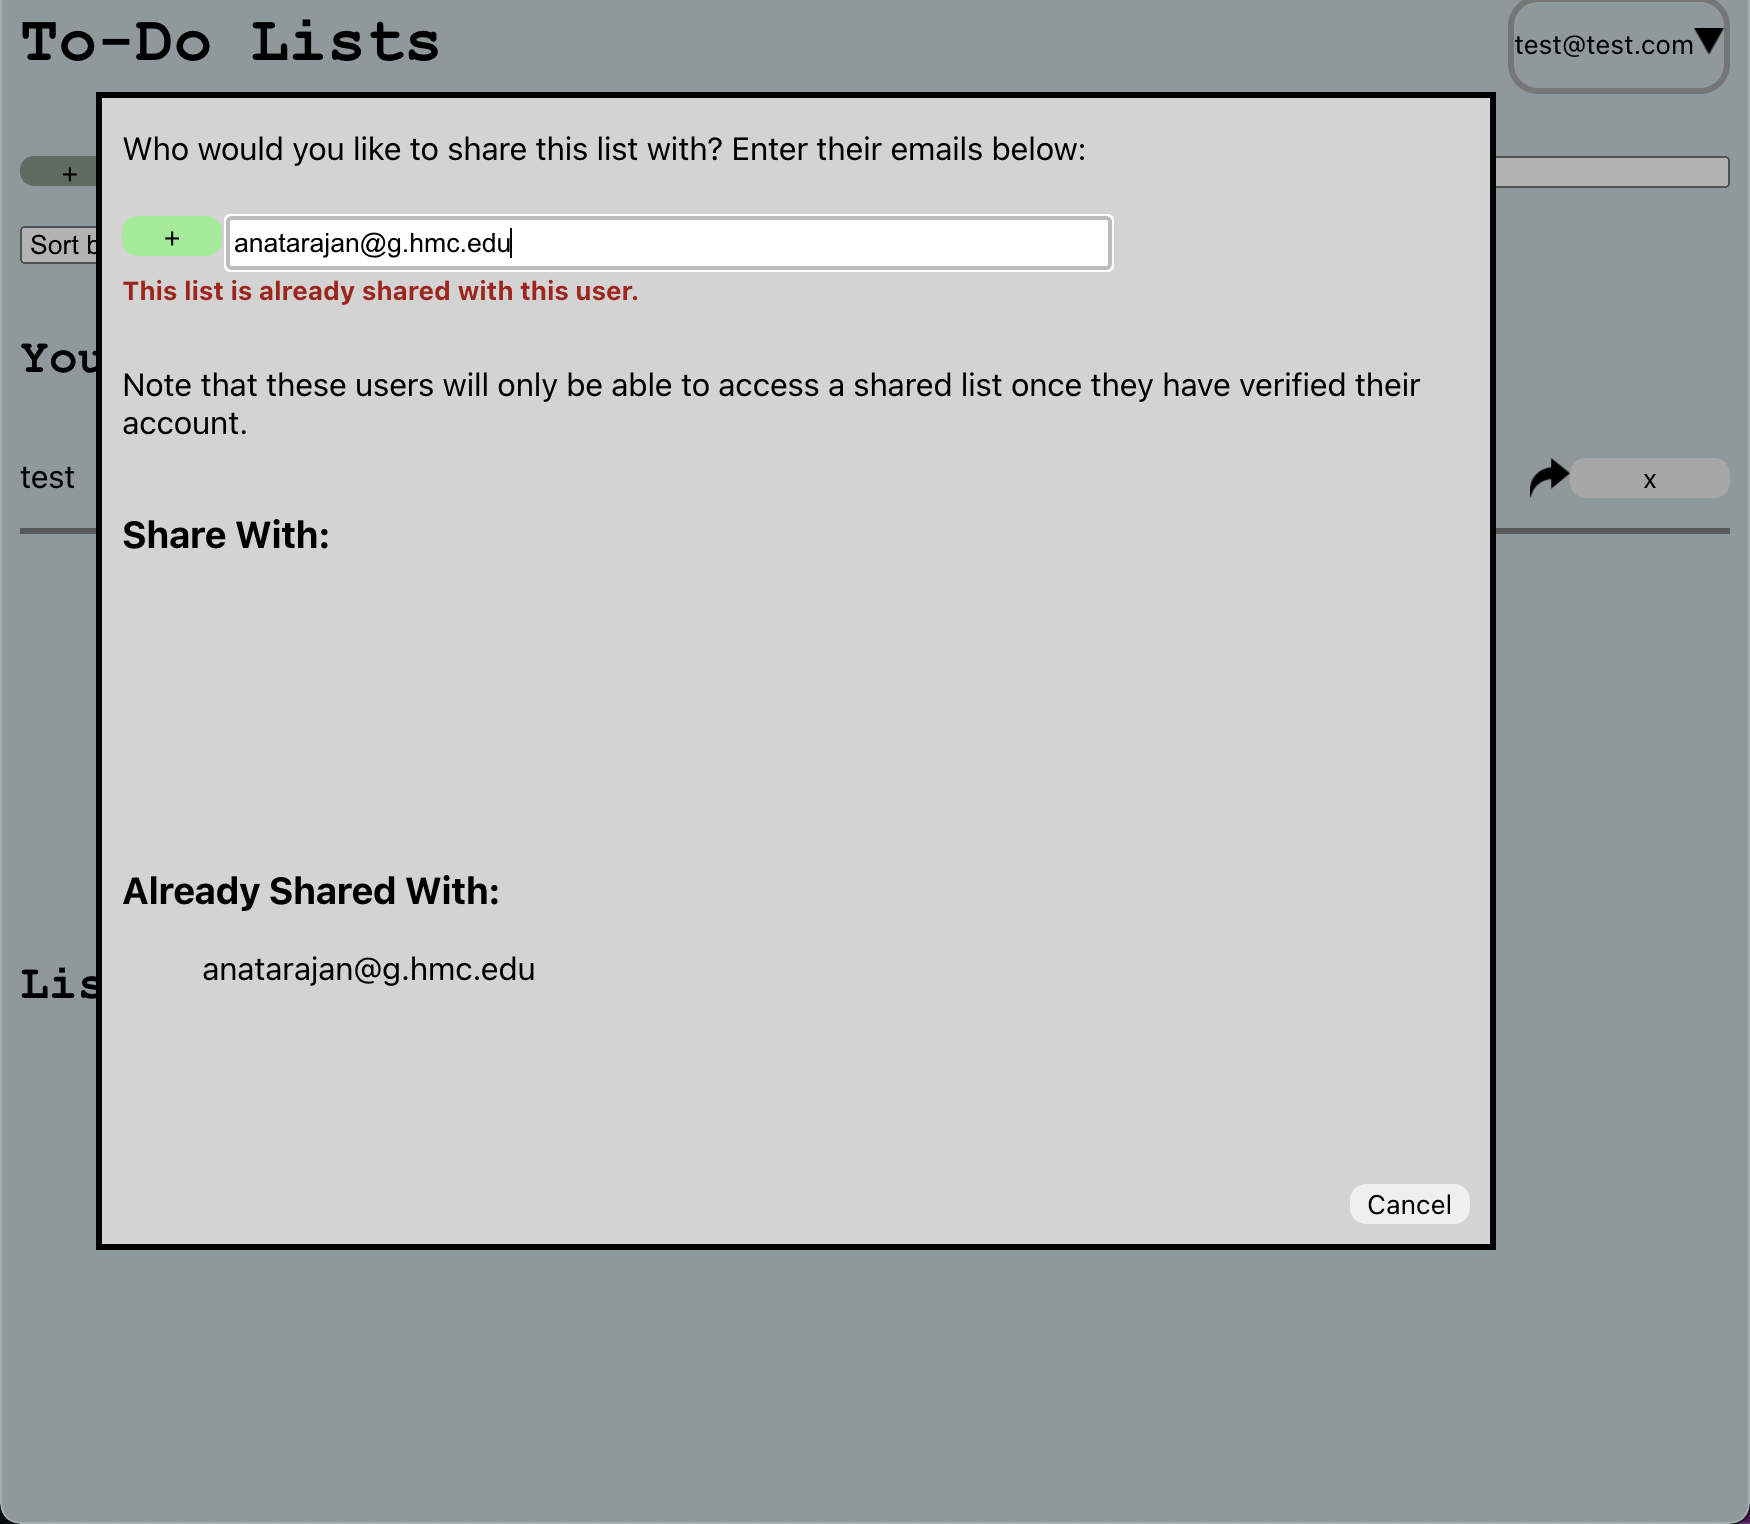 To-Do Lists
test@test.com
Who would you like to share this list with? Enter their emails below:
+
+
anatarajan@g.hmc.edu
Sort b
This list is already shared with this user.
You
Note that these users will only be able to access a shared list once they have verified their
account.
test
x
Share With:
Already Shared With:
anatarajan@g.hmc.edu
Lis
Cancel